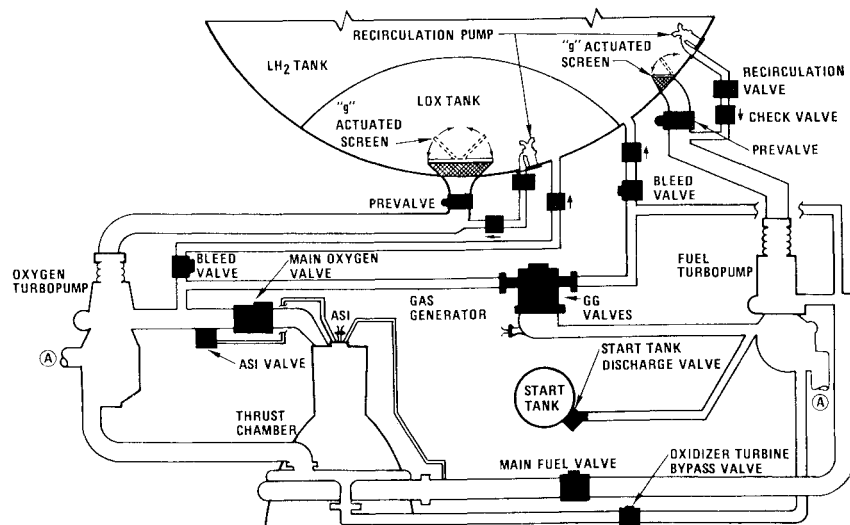 RECIRCULATION PUMP
"g" ACTUATED
SCREEN
LH2 TANK
RECIRCULATION
VALVE
LOX TANK
"g"
ACTUATED
SCREEN
CHECK VALVE
PREVALVE
PREVALVE
BLEED
VALVE
BLEED
VALVE
MAIN OXYGEN
VALVE
OXYGEN
TURBOPUMP
FUEL
TURBOPUMP
GAS
GENERATOR
GG
VALVES
ASI
A
ASI VALVE
START TANK
DISCHARGE VALVE
START
TANK
A
THRUST
CHAMBER
MAIN FUEL VALVE
OXIDIZER TURBINE
BYPASS VALVE